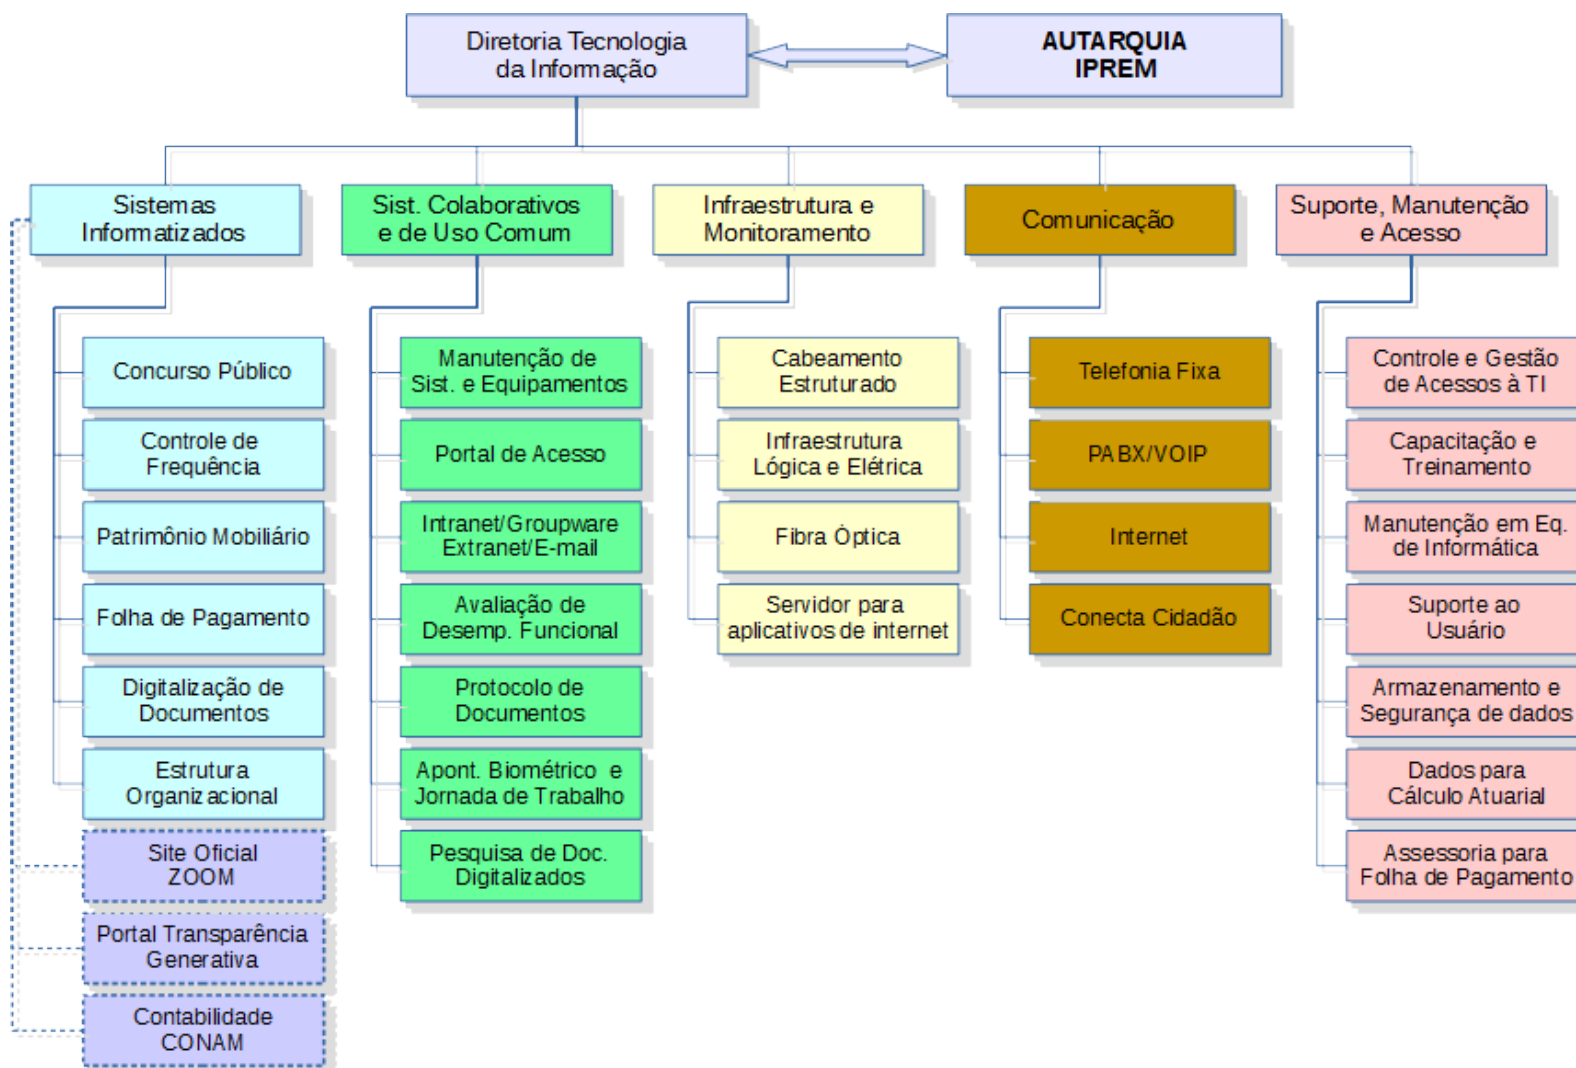 Diretoria Tecnologia
da Informação
AUTARQUIA
IPREM
Sistemas
Informatizados
Sist. Colaborativos
e de Uso Comum
Infraestrutura e
Monitoramento
Comunicação
Suporte, Manutenção
e Acesso
Concurso Público
Controle de
Frequência
Patrimônio Mobiliário
Folha de Pagamento
Digitalização de
Documentos
Estrutura
Organizacional
Site Oficial
ZOOM
Portal Transparência
Generativa
Contabilidade
CONAM
Manutenção de
Sist. e Equipamentos
Portal de Acesso
Intranet/Groupware
Extranet/E-mail
Avaliação de
Desemp. Funcional
Protocolo de
Documentos
Apont. Biométrico e
Jornada de Trabalho
Pesquisa de Doc.
Digitalizados
Cabeamento
Estruturado
Infraestrutura
Lógica e Elétrica
Fibra Óptica
Servidor para
aplicativos de internet
Telefonia Fixa
PABX/VOIP
Internet
Conecta Cidadão
Controle e Gestão
de Acessos à TI
Capacitação e
Treinamento
Manutenção em Eq.
de Informática
Suporte ao
Usuário
Armazenamento e
Segurança de dados
Dados para
Cálculo Atuarial
Assessoria para
Folha de Pagamento